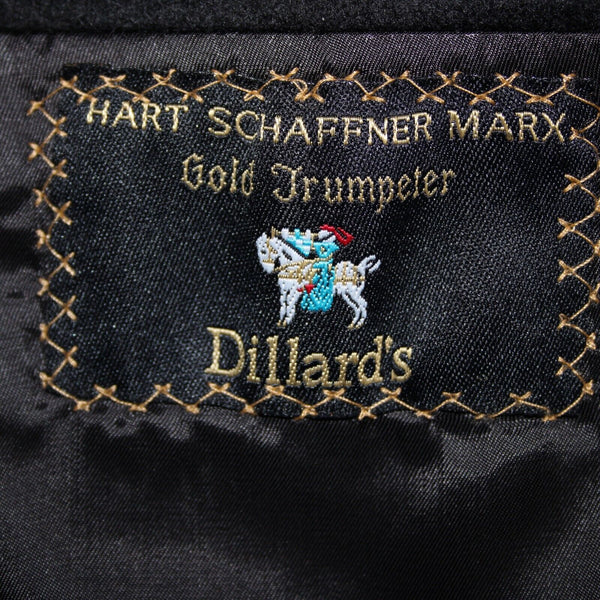 HART SCHAFFNER MARX
Gold Trumpeter
Dillard's